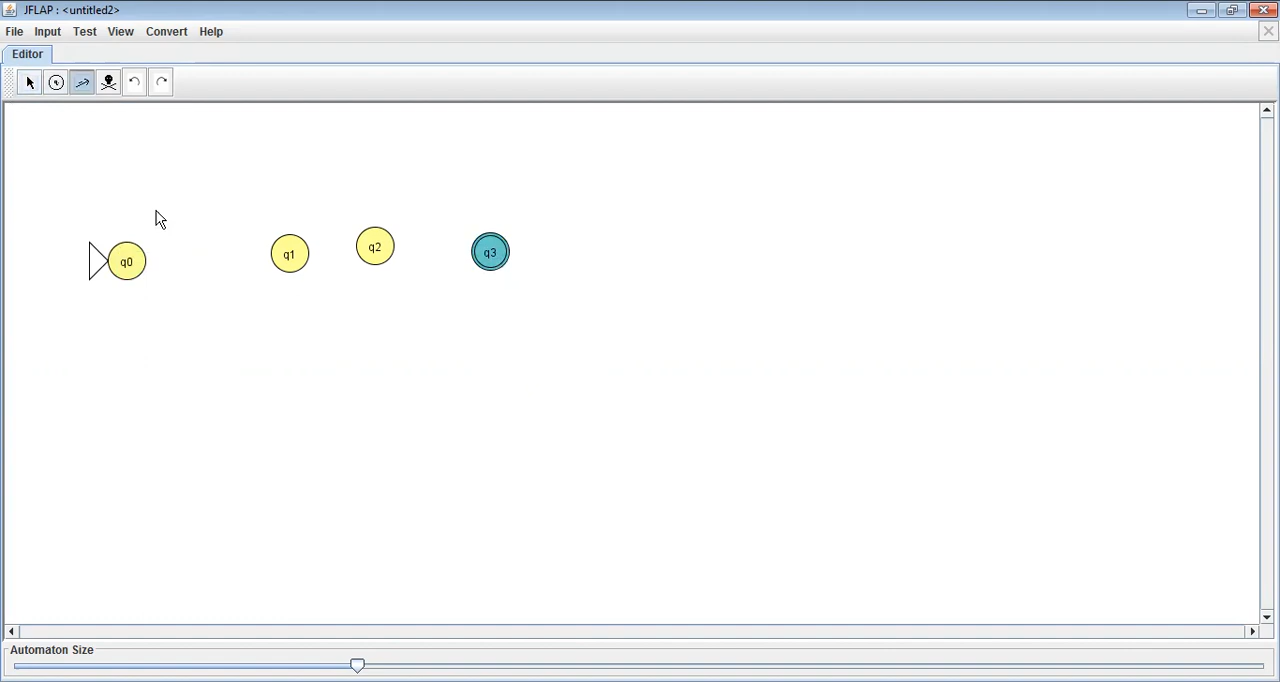 JFLAP : <untitled2>
File Input Test View Convert Help
Editor
q0 q1 q2 q3
Automaton Size